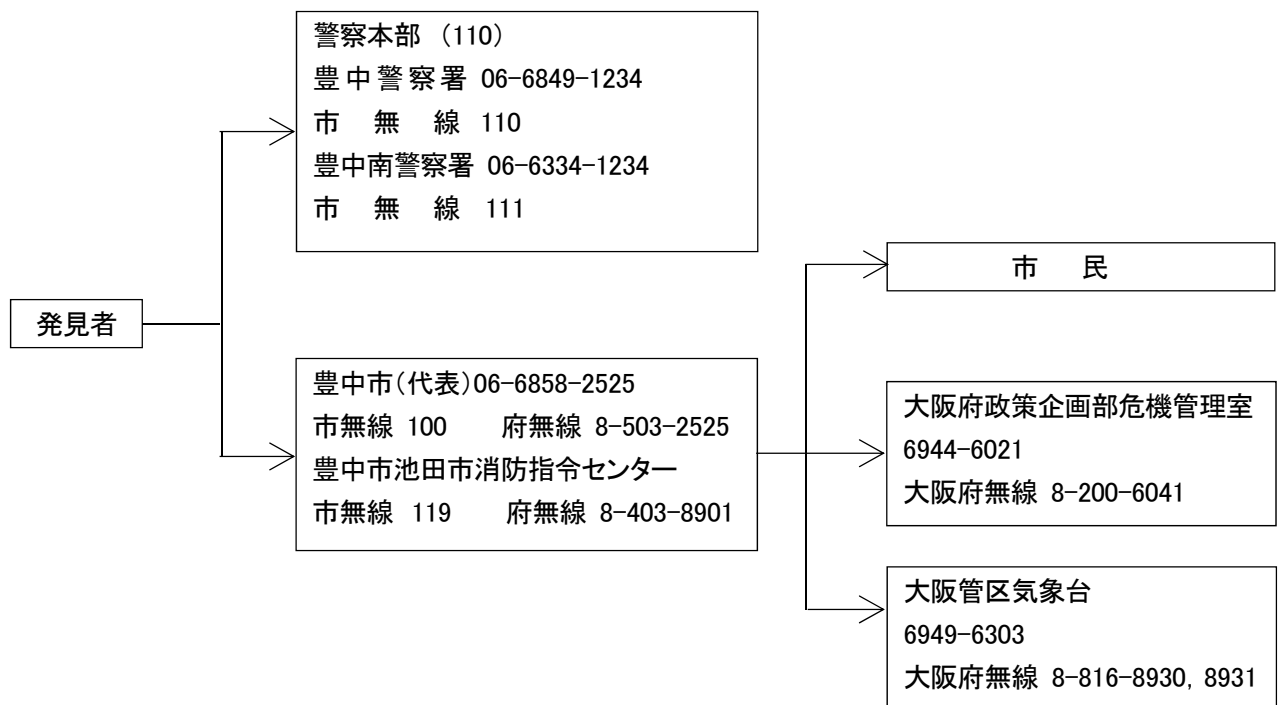 警察本部 （110）
豊中警察署 06-6849-1234
市 無 線 110
豊中南警察署 06-6334-1234
市 無 線 111
発見者
豊中市（代表）06-6858-2525
市無線 100 府無線 8-503-2525
豊中市池田市消防指令センター
市無線 119 府無線 8-403-8901
市 民
大阪府政策企画部危機管理室
6944-6021
大阪府無線 8-200-6041
大阪管区気象台
6949-6303
大阪府無線 8-816-8930, 8931